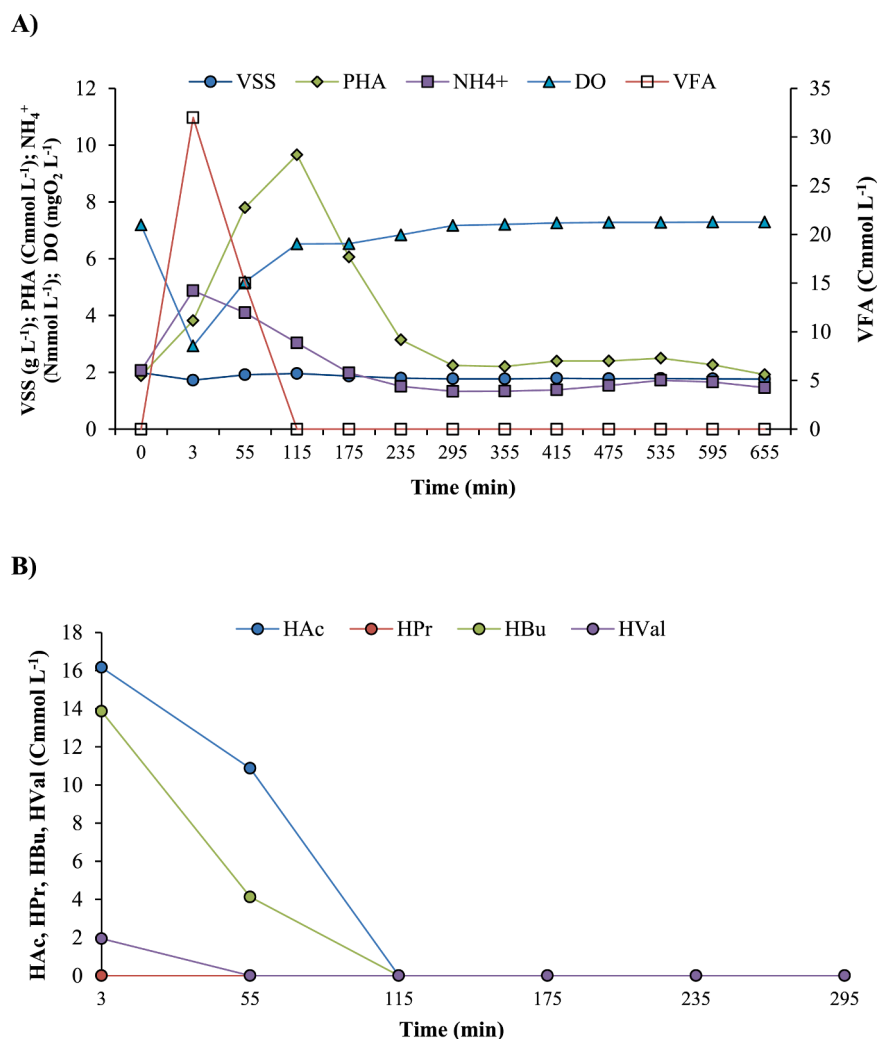 A)
VSS PHA NH4+ DO VFA
VSS (g L-1); PHA (Cmmol L-1); NH4+
(Nmmol L-1); DO (mgO2 L-1)
12
10
8
6
4
2
0
35
30
25
20
15
10
5
0
VFA (Cmmol L-1)
0 3 55 115 175 235 295 355 415 475 535 595 655
Time (min)
B)
HAc HPr HBu HVal
HAc, HPr, HBu, HVal (Cmmol L-1)
18
16
14
12
10
8
6
4
2
0
3 55 115 175 235 295
Time (min)